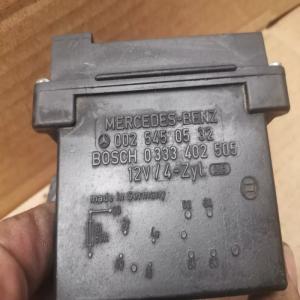 MERCEDES-BENZ
002 545 05 32
BOSCH 0 333 402 505
12V/4-Zyl.
made in Germany